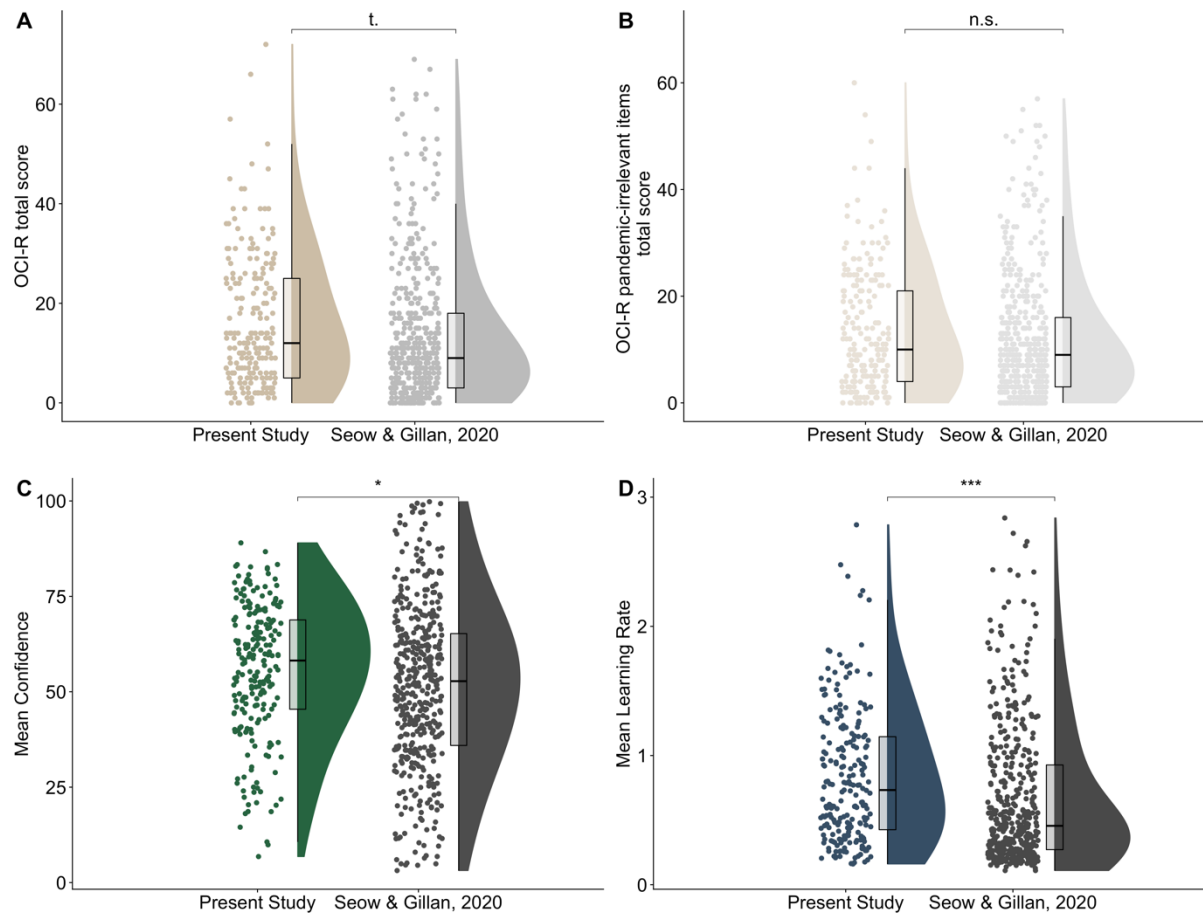 A
t.
OCI-R total score
60
40
20
0
Present Study
Seow & Gillan, 2020
B
n.s.
OCI-R pandemic-irrelevant items
total score
60
40
20
0
Present Study
Seow & Gillan, 2020
C
*
Mean Confidence
100
75
50
25
0
Present Study
Seow & Gillan, 2020
D
***
Mean Learning Rate
3
2
1
0
Present Study
Seow & Gillan, 2020